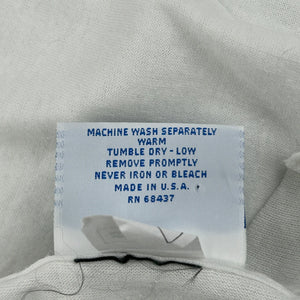 MACHINE WASH SEPARATELY
WARM
TUMBLE DRY - LOW
REMOVE PROMPTLY
NEVER IRON OR BLEACH
MADE IN U.S.A.
RN 68437